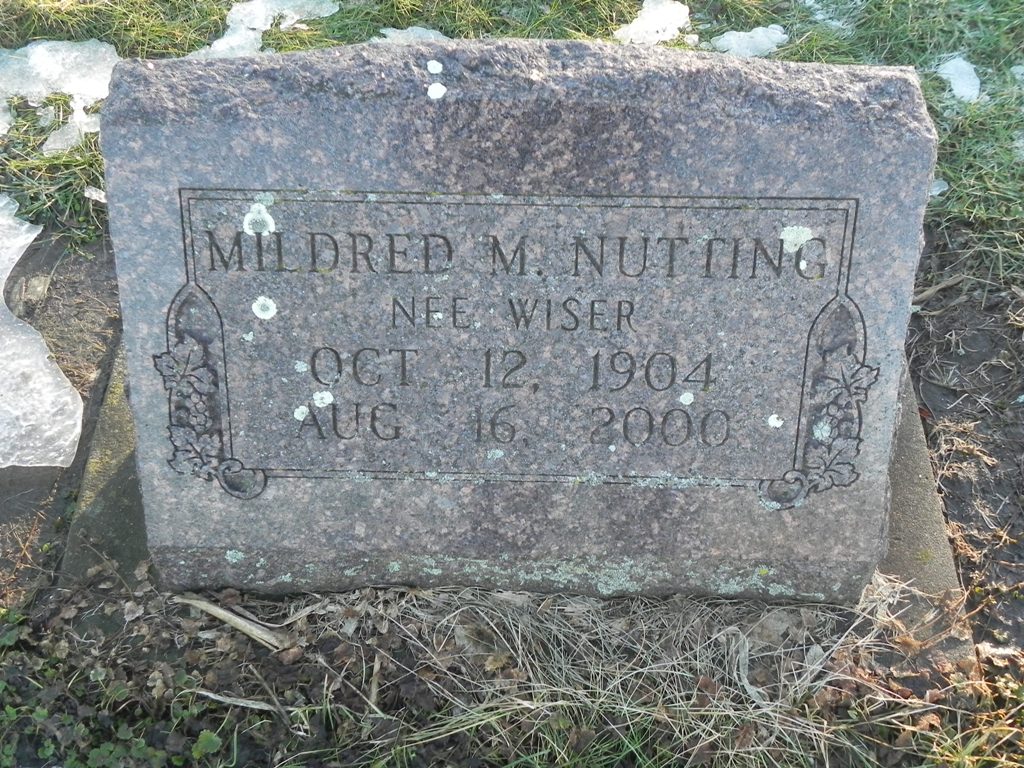 MILDRED M. NUTTING
NEE WISER
OCT. 12, 1904
AUG. 16, 2000